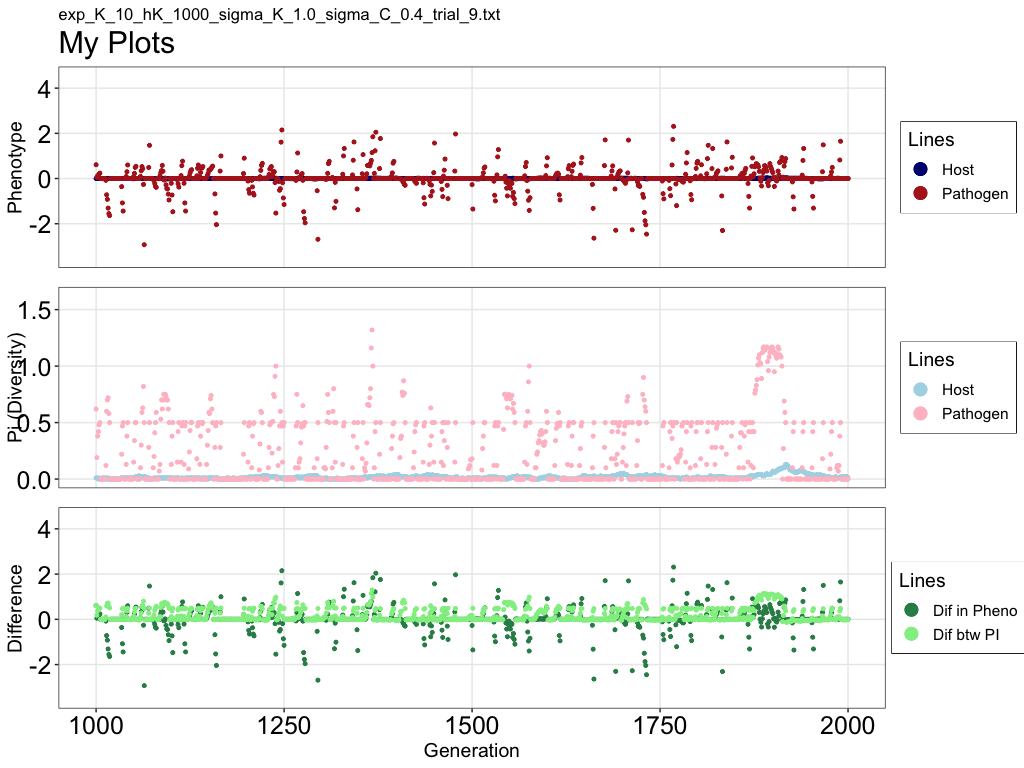 exp_K_10_hK_1000_sigma_K_1.0_sigma_C_0.4_trial_9.txt
My Plots
Phenotype
4
2
0
-2
Lines
Host
Pathogen
Pi (Diversity)
1.5
1.0
0.5
0.0
Lines
Host
Pathogen
Difference
4
2
0
-2
Lines
Dif in Pheno
Dif btw PI
1000
1250
1500
1750
2000
Generation